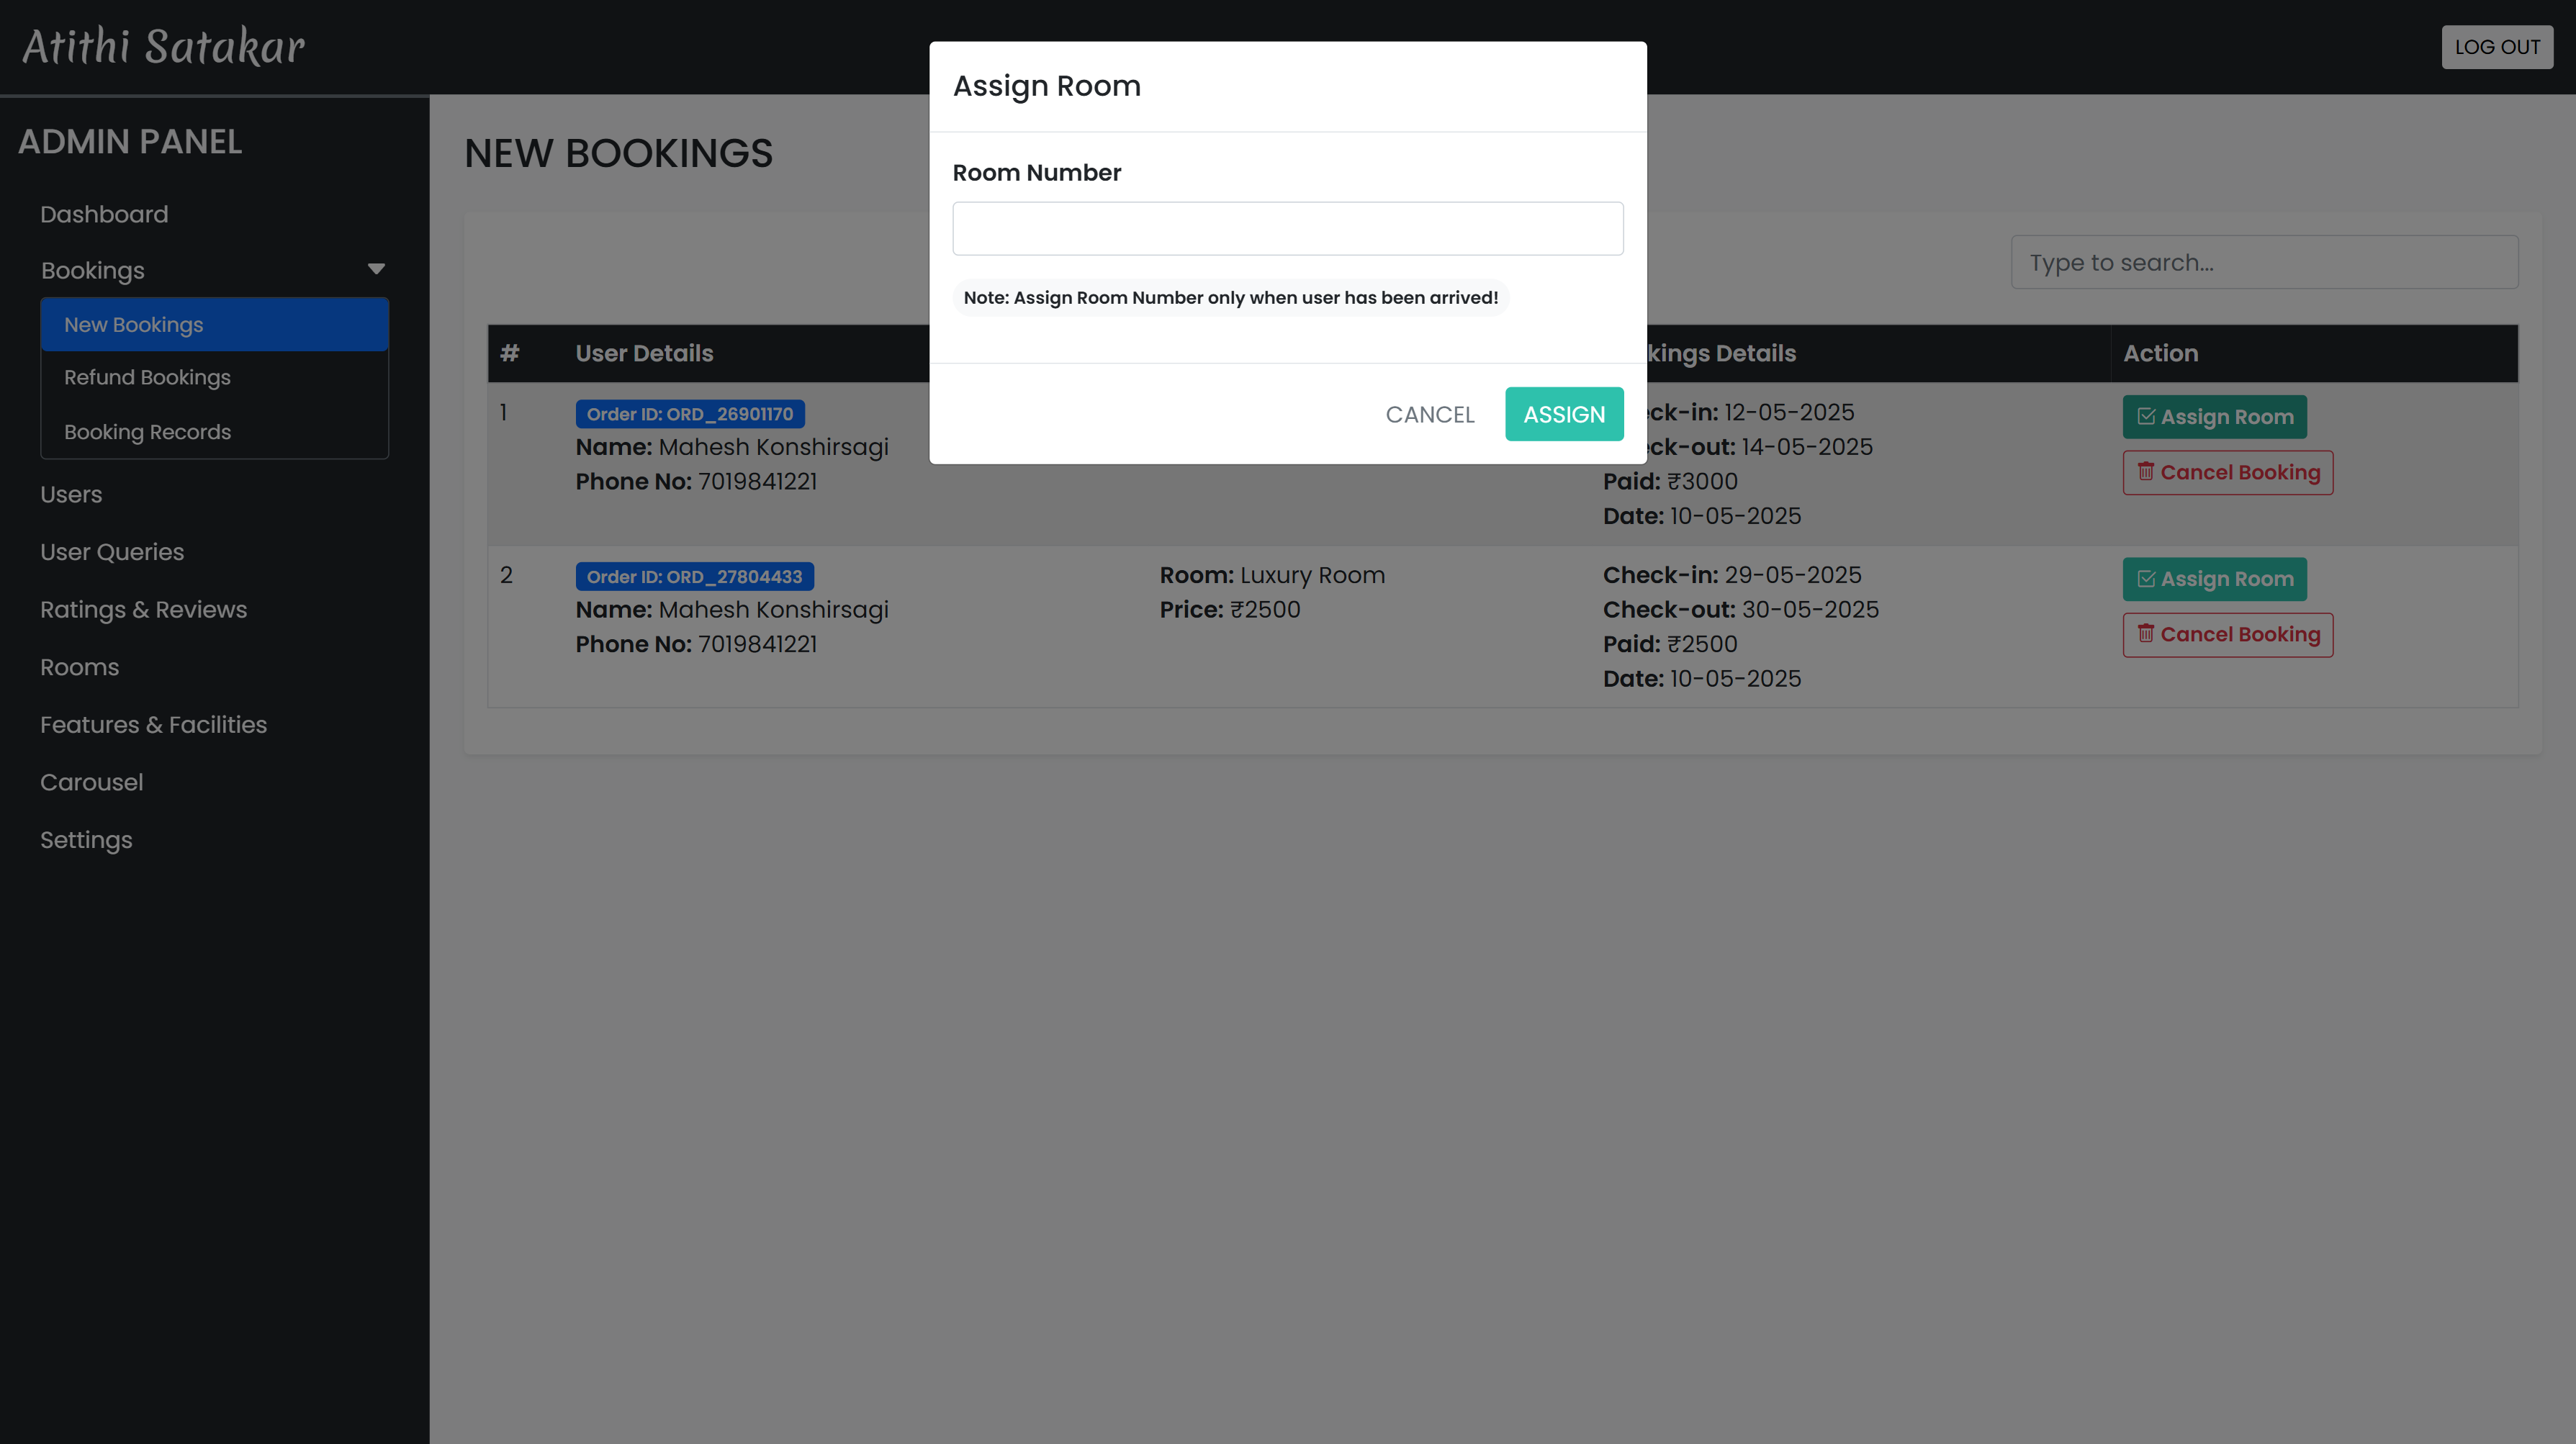 Atithi Satakar
LOG OUT
ADMIN PANEL
Dashboard
Bookings
New Bookings
Refund Bookings
Booking Records
Users
User Queries
Ratings & Reviews
Rooms
Features & Facilities
Carousel
Settings
NEW BOOKINGS
Type to search...
Assign Room
Room Number
Note: Assign Room Number only when user has been arrived!
CANCEL
ASSIGN
# User Details kings Details Action
1
Order ID: ORD_26901170
Name: Mahesh Konshirsagi
Phone No: 7019841221
ck-in: 12-05-2025
ck-out: 14-05-2025
Paid: ₹3000
Date: 10-05-2025
Assign Room
Cancel Booking
2
Order ID: ORD_27804433
Name: Mahesh Konshirsagi
Phone No: 7019841221
Room: Luxury Room
Price: ₹2500
Check-in: 29-05-2025
Check-out: 30-05-2025
Paid: ₹2500
Date: 10-05-2025
Assign Room
Cancel Booking